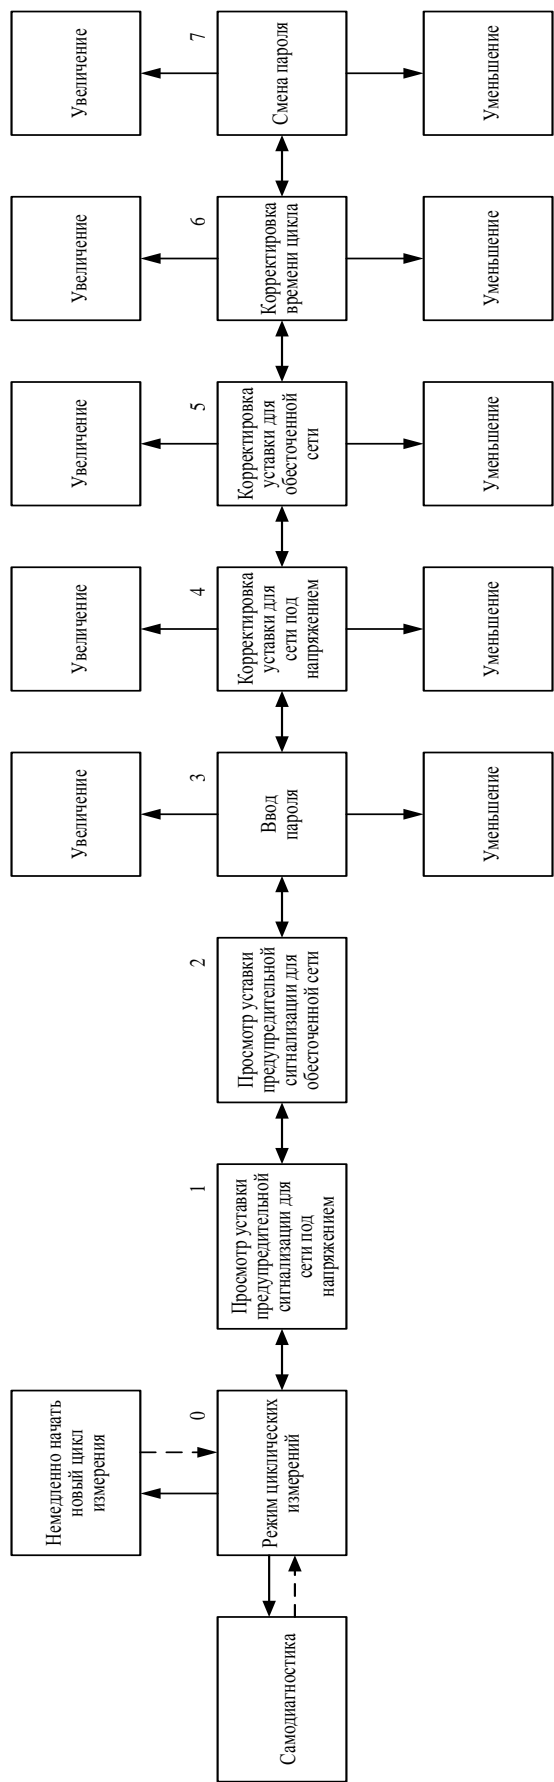 Самодиагностика
Немедленно начать
новый цикл
измерения
0
Режим циклических
измерений
1
Просмотр уставки
предупредительной
сигнализации для
сети под
напряжением
2
Просмотр уставки
предупредительной
сигнализации для
обесточенной сети
Увеличение
3
Ввод
пароля
Уменьшение
Увеличение
4
Корректировка
уставки для
сети под
напряжением
Уменьшение
Увеличение
5
Корректировка
уставки для
обесточенной
сети
Уменьшение
Увеличение
6
Корректировка
времени цикла
Уменьшение
Увеличение
7
Смена пароля
Уменьшение